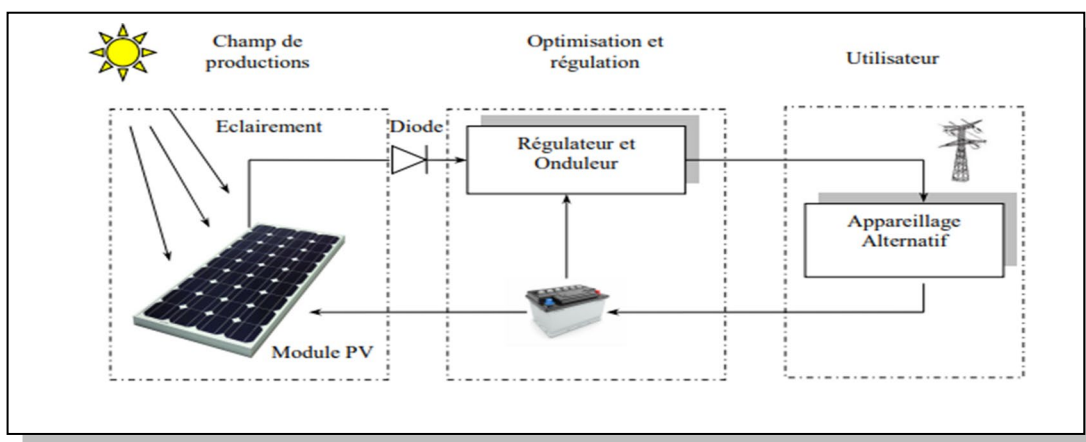 Champ de
productions
Optimisation et
régulation
Utilisateur
Eclairement
Diode
Régulateur et
Onduleur
Appareillage
Alternatif
Module PV